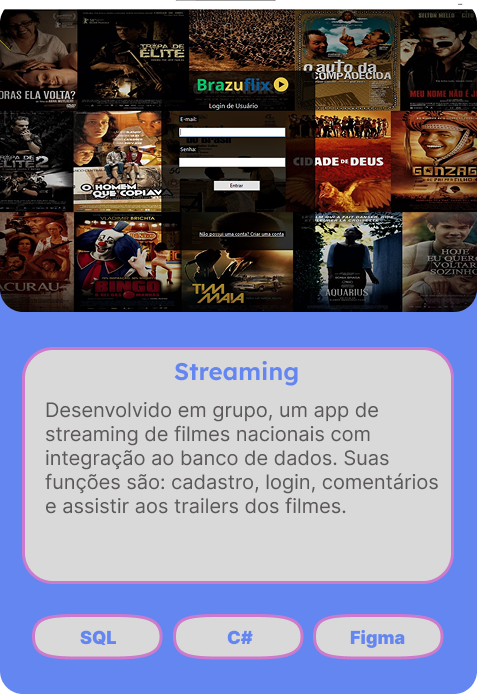 ORAS ELA VOLTA?
TROPA DE
ELITE
o auto da
COMPADECIDA
SELTON MELLO
MEU NOME NÃO É J
Brazuflix
Login de Usuário
E-mail:
Senha:
Entrar
Não possui uma conta? Criar uma conta
ELITE 2
O HOMEM
QUE COPIAV
CIDADE DE DEUS
GONZAG
ACURAU
VLADIMIR BRICHTA
BINGO
TIM
MAIA
AQUARIUS
HOJE
EU QUERO
VOLTAR
SOZINHO
Streaming
Desenvolvido em grupo, um app de
streaming de filmes nacionais com
integração ao banco de dados. Suas
funções são: cadastro, login, comentários
e assistir aos trailers dos filmes.
SQL
C#
Figma